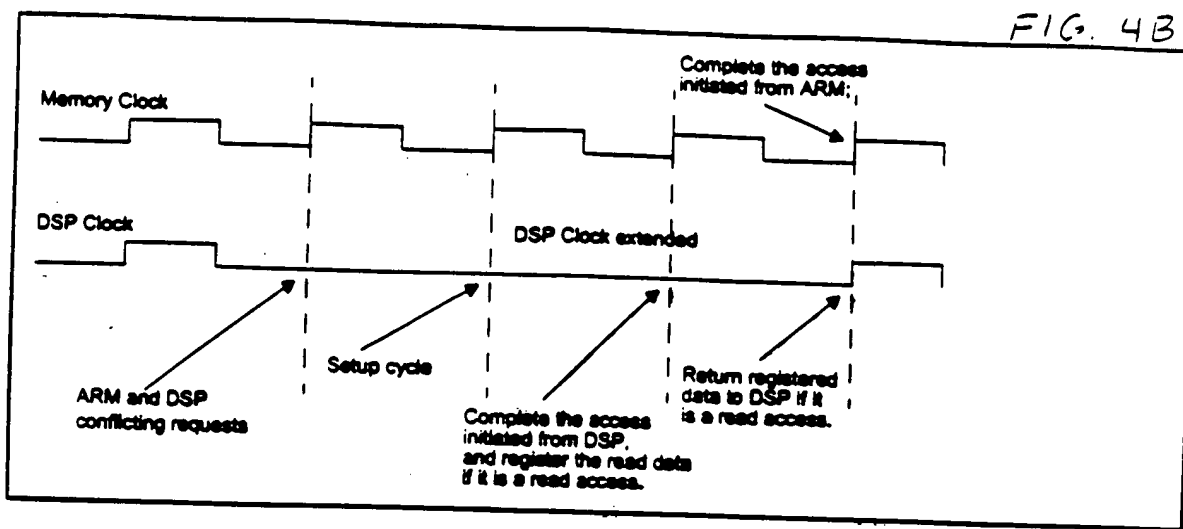 FIG. 4B
Complete the access
initiated from ARM;
Memory Clock
DSP Clock
DSP Clock extended
Setup cycle
ARM and DSP
conflicting requests
Complete the access
initiated from DSP,
and register the read data
if it is a read access.
Return registered
data to DSP if it
is a read access.